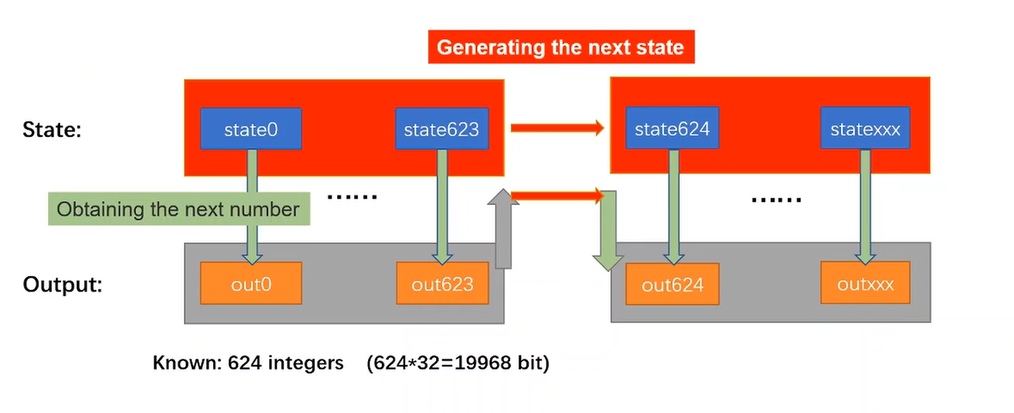 Generating the next state
State:
state0
state623
state624
statexxx
Obtaining the next number
······
······
Output:
out0
out623
out624
outxxx
Known: 624 integers (624*32=19968 bit)